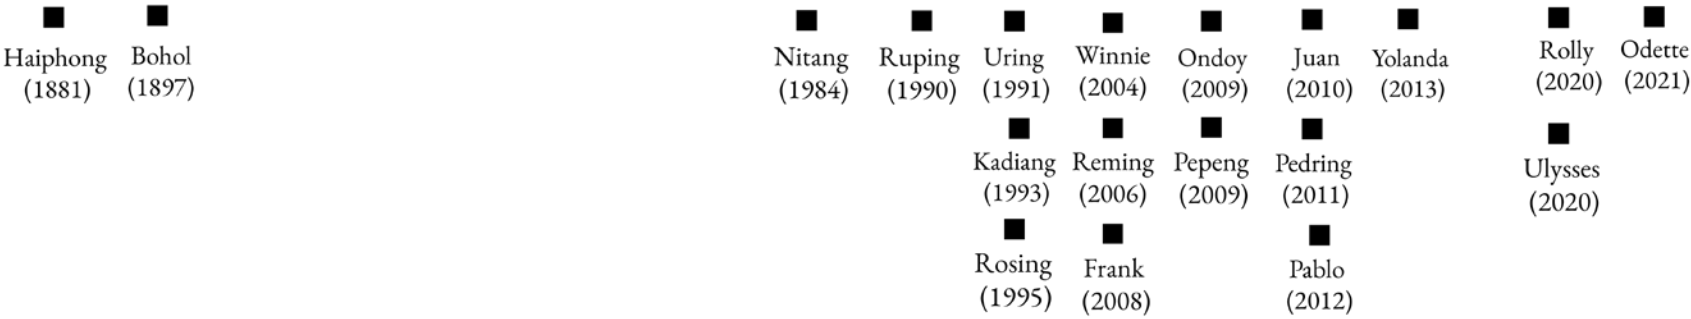 Haiphong
(1881)
Bohol
(1897)
Nitang
(1984)
Ruping
(1990)
Uring
(1991)
Winnie
(2004)
Ondoy
(2009)
Juan
(2010)
Yolanda
(2013)
Rolly
(2020)
Odette
(2021)
Kadiang
(1993)
Reming
(2006)
Pepeng
(2009)
Pedring
(2011)
Ulysses
(2020)
Rosing
(1995)
Frank
(2008)
Pablo
(2012)